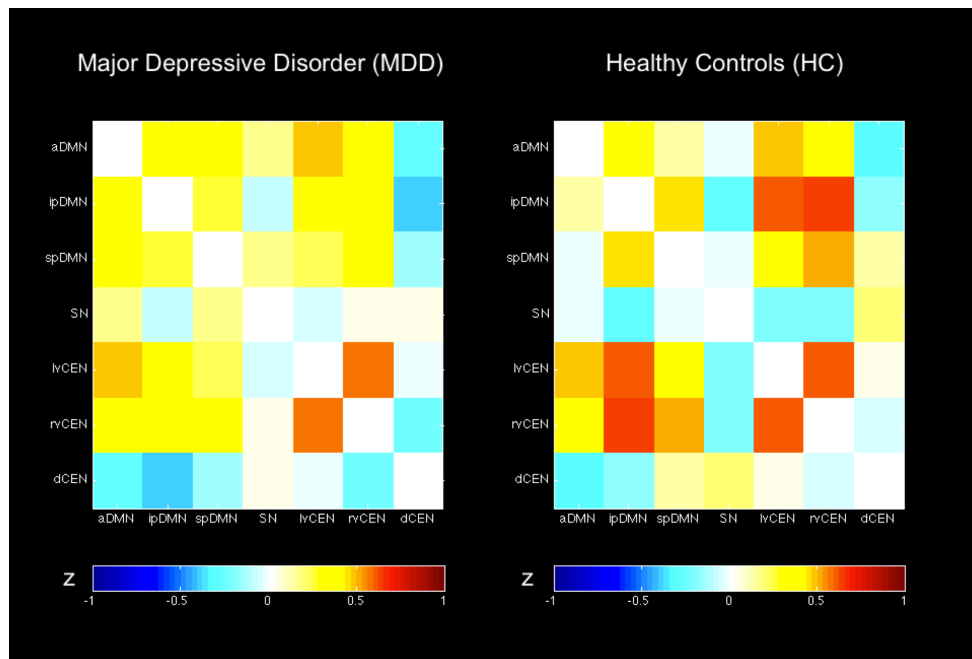 Major Depressive Disorder (MDD)
Healthy Controls (HC)
aDMN
ipDMN
spDMN
SN
lvCEN
rvCEN
dCEN
aDMN ipDMN spDMN SN lvCEN rvCEN dCEN
z
-1 -0.5 0 0.5 1
aDMN
ipDMN
spDMN
SN
lvCEN
rvCEN
dCEN
aDMN ipDMN spDMN SN lvCEN rvCEN dCEN
z
-1 -0.5 0 0.5 1